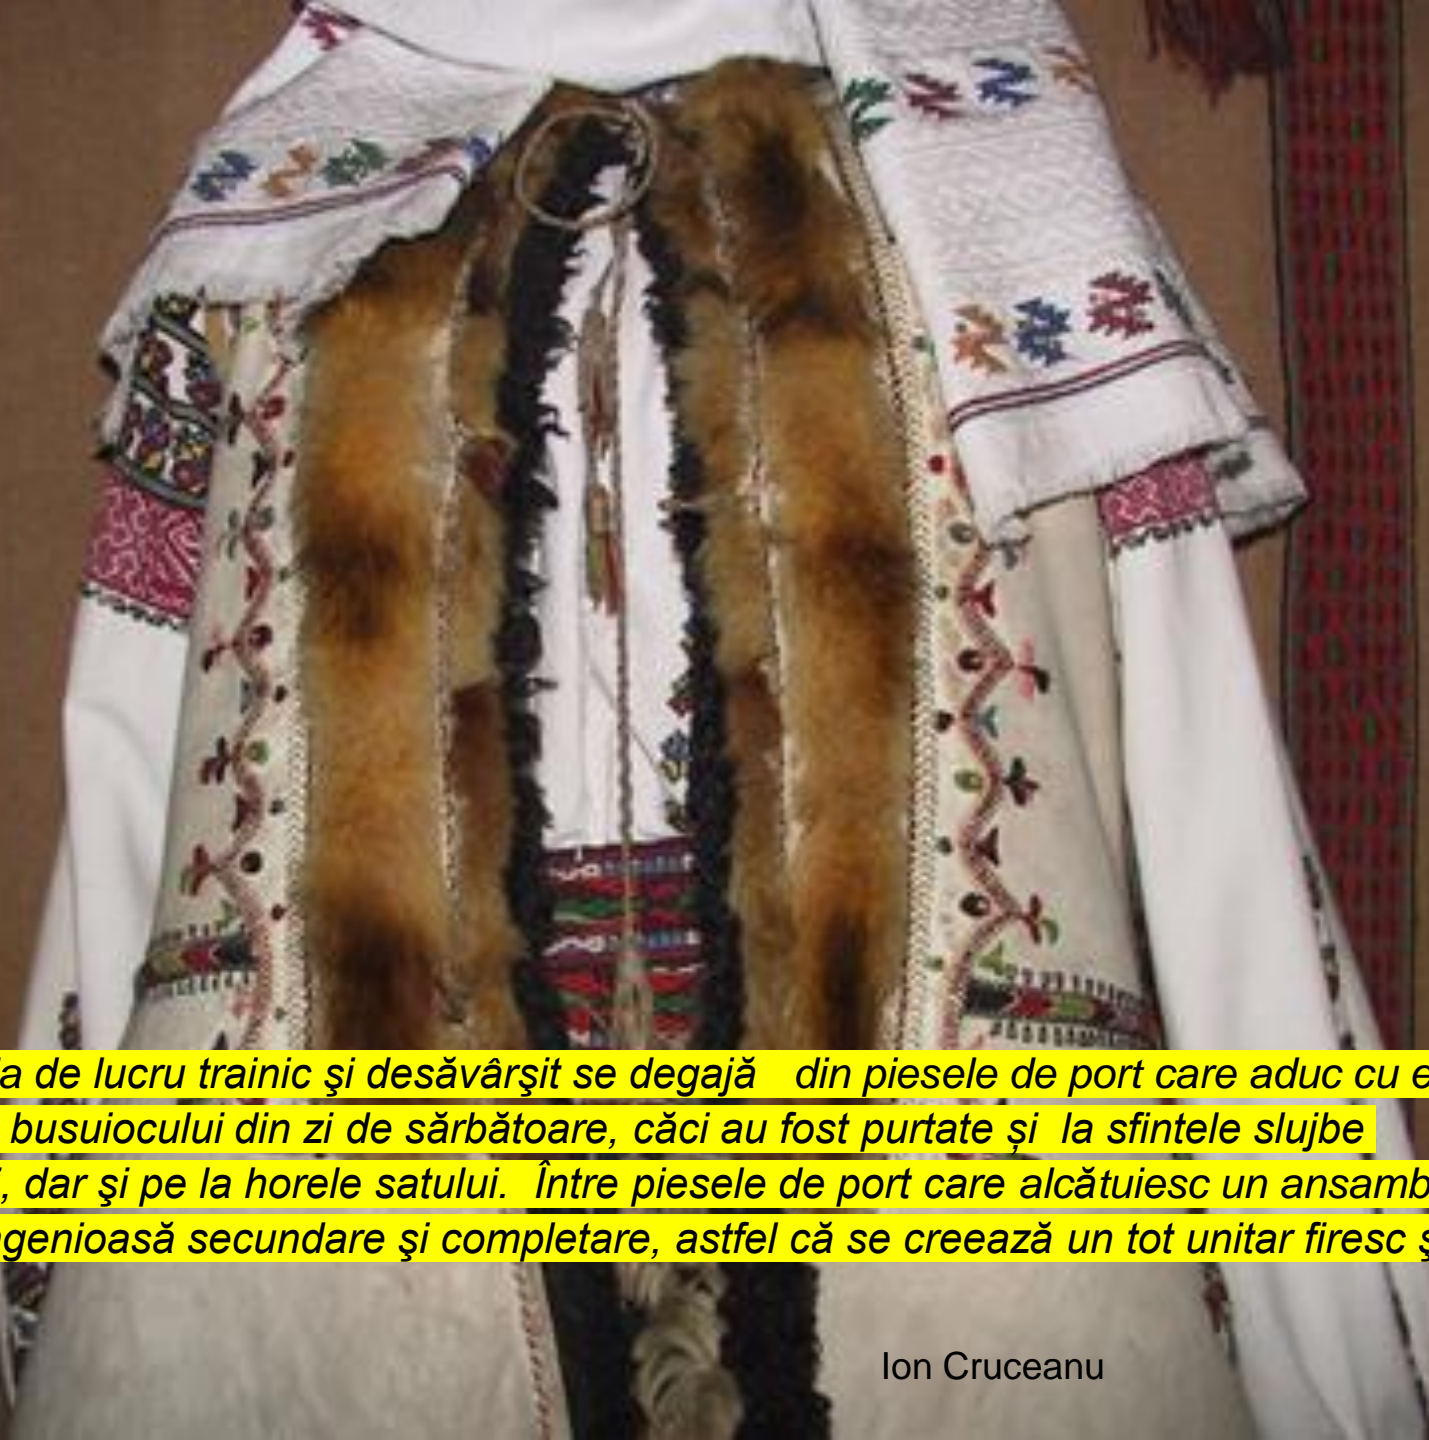 de lucru trainic şi desăvârşit se degajă din piesele de port care aduc cu
busuiocului din zi de sărbătoare, căci au fost purtate și la sfintele slujbe
, dar şi pe la horele satului. Între piesele de port care alcătuiesc un
secundare şi completare, astfel că se creează un tot unitar firesc
Ion Cruceanu